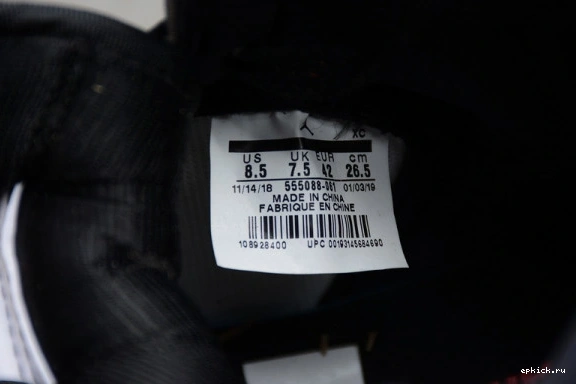 XC
US UK EUR cm
8.5 7.5 42 26.5
11/14/18 555088-061 01/03/19
MADE IN CHINA
FABRIQUE EN CHINE
108928400 UPC 00193145684690
epkick.ru